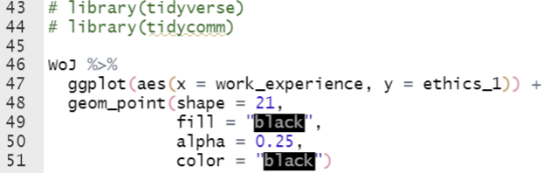 43 # library(tidyverse)
44 # library(tidycomm)
45
46 WoJ %>%
47 ggplot(aes(x = work_experience, y = ethics_1)) +
48 geom_point(shape = 21,
49 fill = "black",
50 alpha = 0.25,
51 color = "black")